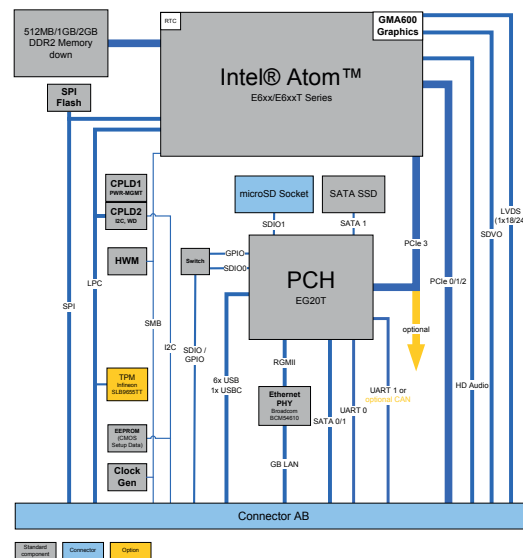 512MB/1GB/2GB
DDR2 Memory
down
RTC
GMA600
Graphics
Intel® Atom™
E6xx/E6xxT Series
SPI
Flash
CPLD1
PWR-MGMT
CPLD2
I2C, WD
microSD Socket
SATA SSD
SDIO1
SATA 1
LVDS
(1x18/24)
SDVO
PCIe 3
HWM
Switch
GPIO
SDIO0
PCH
EG20T
PCIe 0/1/2
LPC
SPI
SMB
I2C
SDIO /
GPIO
optional
RGMII
6x USB
1x USBC
TPM
Infineon
SLB9655TT
UART 1 or
optional CAN
HD Audio
Ethernet
PHY
Broadcom
BCM54610
SATA 0/1
UART 0
EEPROM
(CMOS
Setup Data)
GB LAN
Clock
Gen
Connector AB
Standard
component
Connector
Option